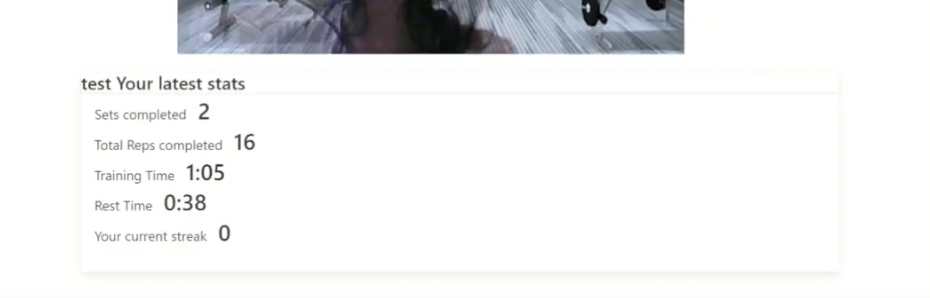 test Your latest stats
Sets completed 2
Total Reps completed 16
Training Time 1:05
Rest Time 0:38
Your current streak 0